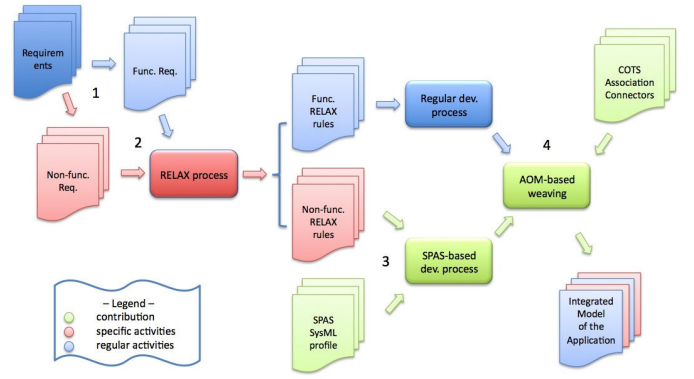 Requirem
ents
1
Func. Req.
Non-func.
Req.
2
RELAX process
Func.
RELAX
rules
Non-func.
RELAX
rules
Regular dev.
process
3
SPAS-based
dev. process
SPAS
SysML
profile
4
AOM-based
weaving
COTS
Association
Connectors
Integrated
Model
of the
Application
– Legend –
contribution
specific activities
regular activities